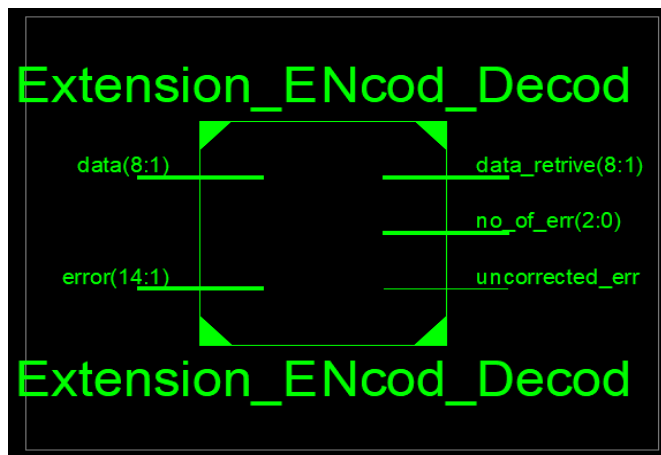 Extension_ENcod_Decod
data(8:1)
data_retrive(8:1)
no_of_err(2:0)
error(14:1)
uncorrected_err
Extension_ENcod_Decod